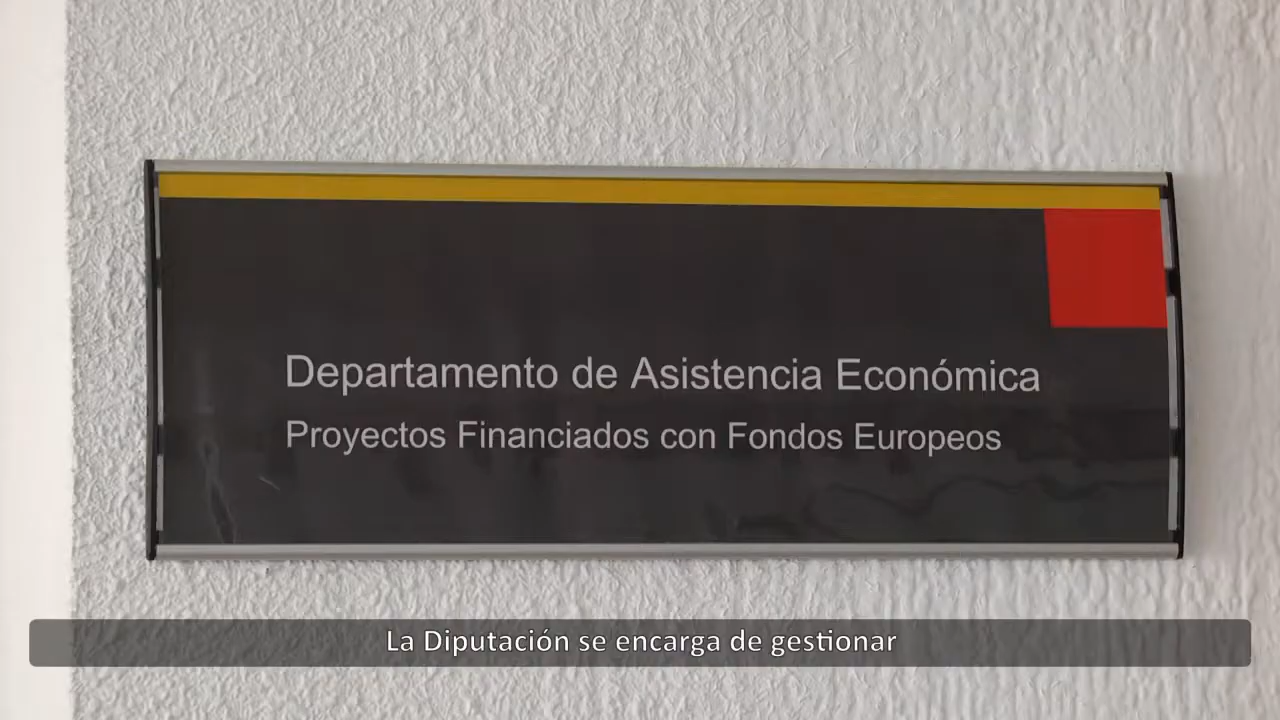 Departamento de Asistencia Económica
Proyectos Financiados con Fondos Europeos
La Diputación se encarga de gestionar